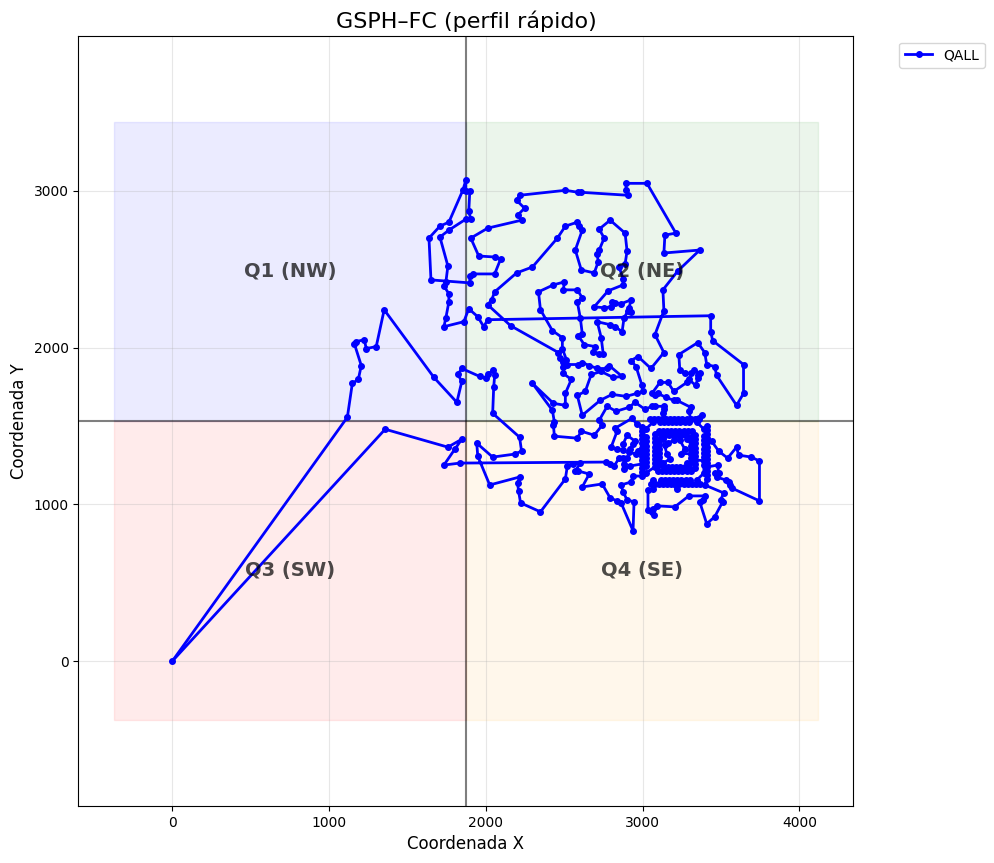 GSPH–FC (perfil rápido)
QALL
Q1 (NW)
Q2 (NE)
Q3 (SW)
Q4 (SE)
3000
2000
1000
0
0
1000
2000
3000
4000
Coordenada X
Coordenada Y